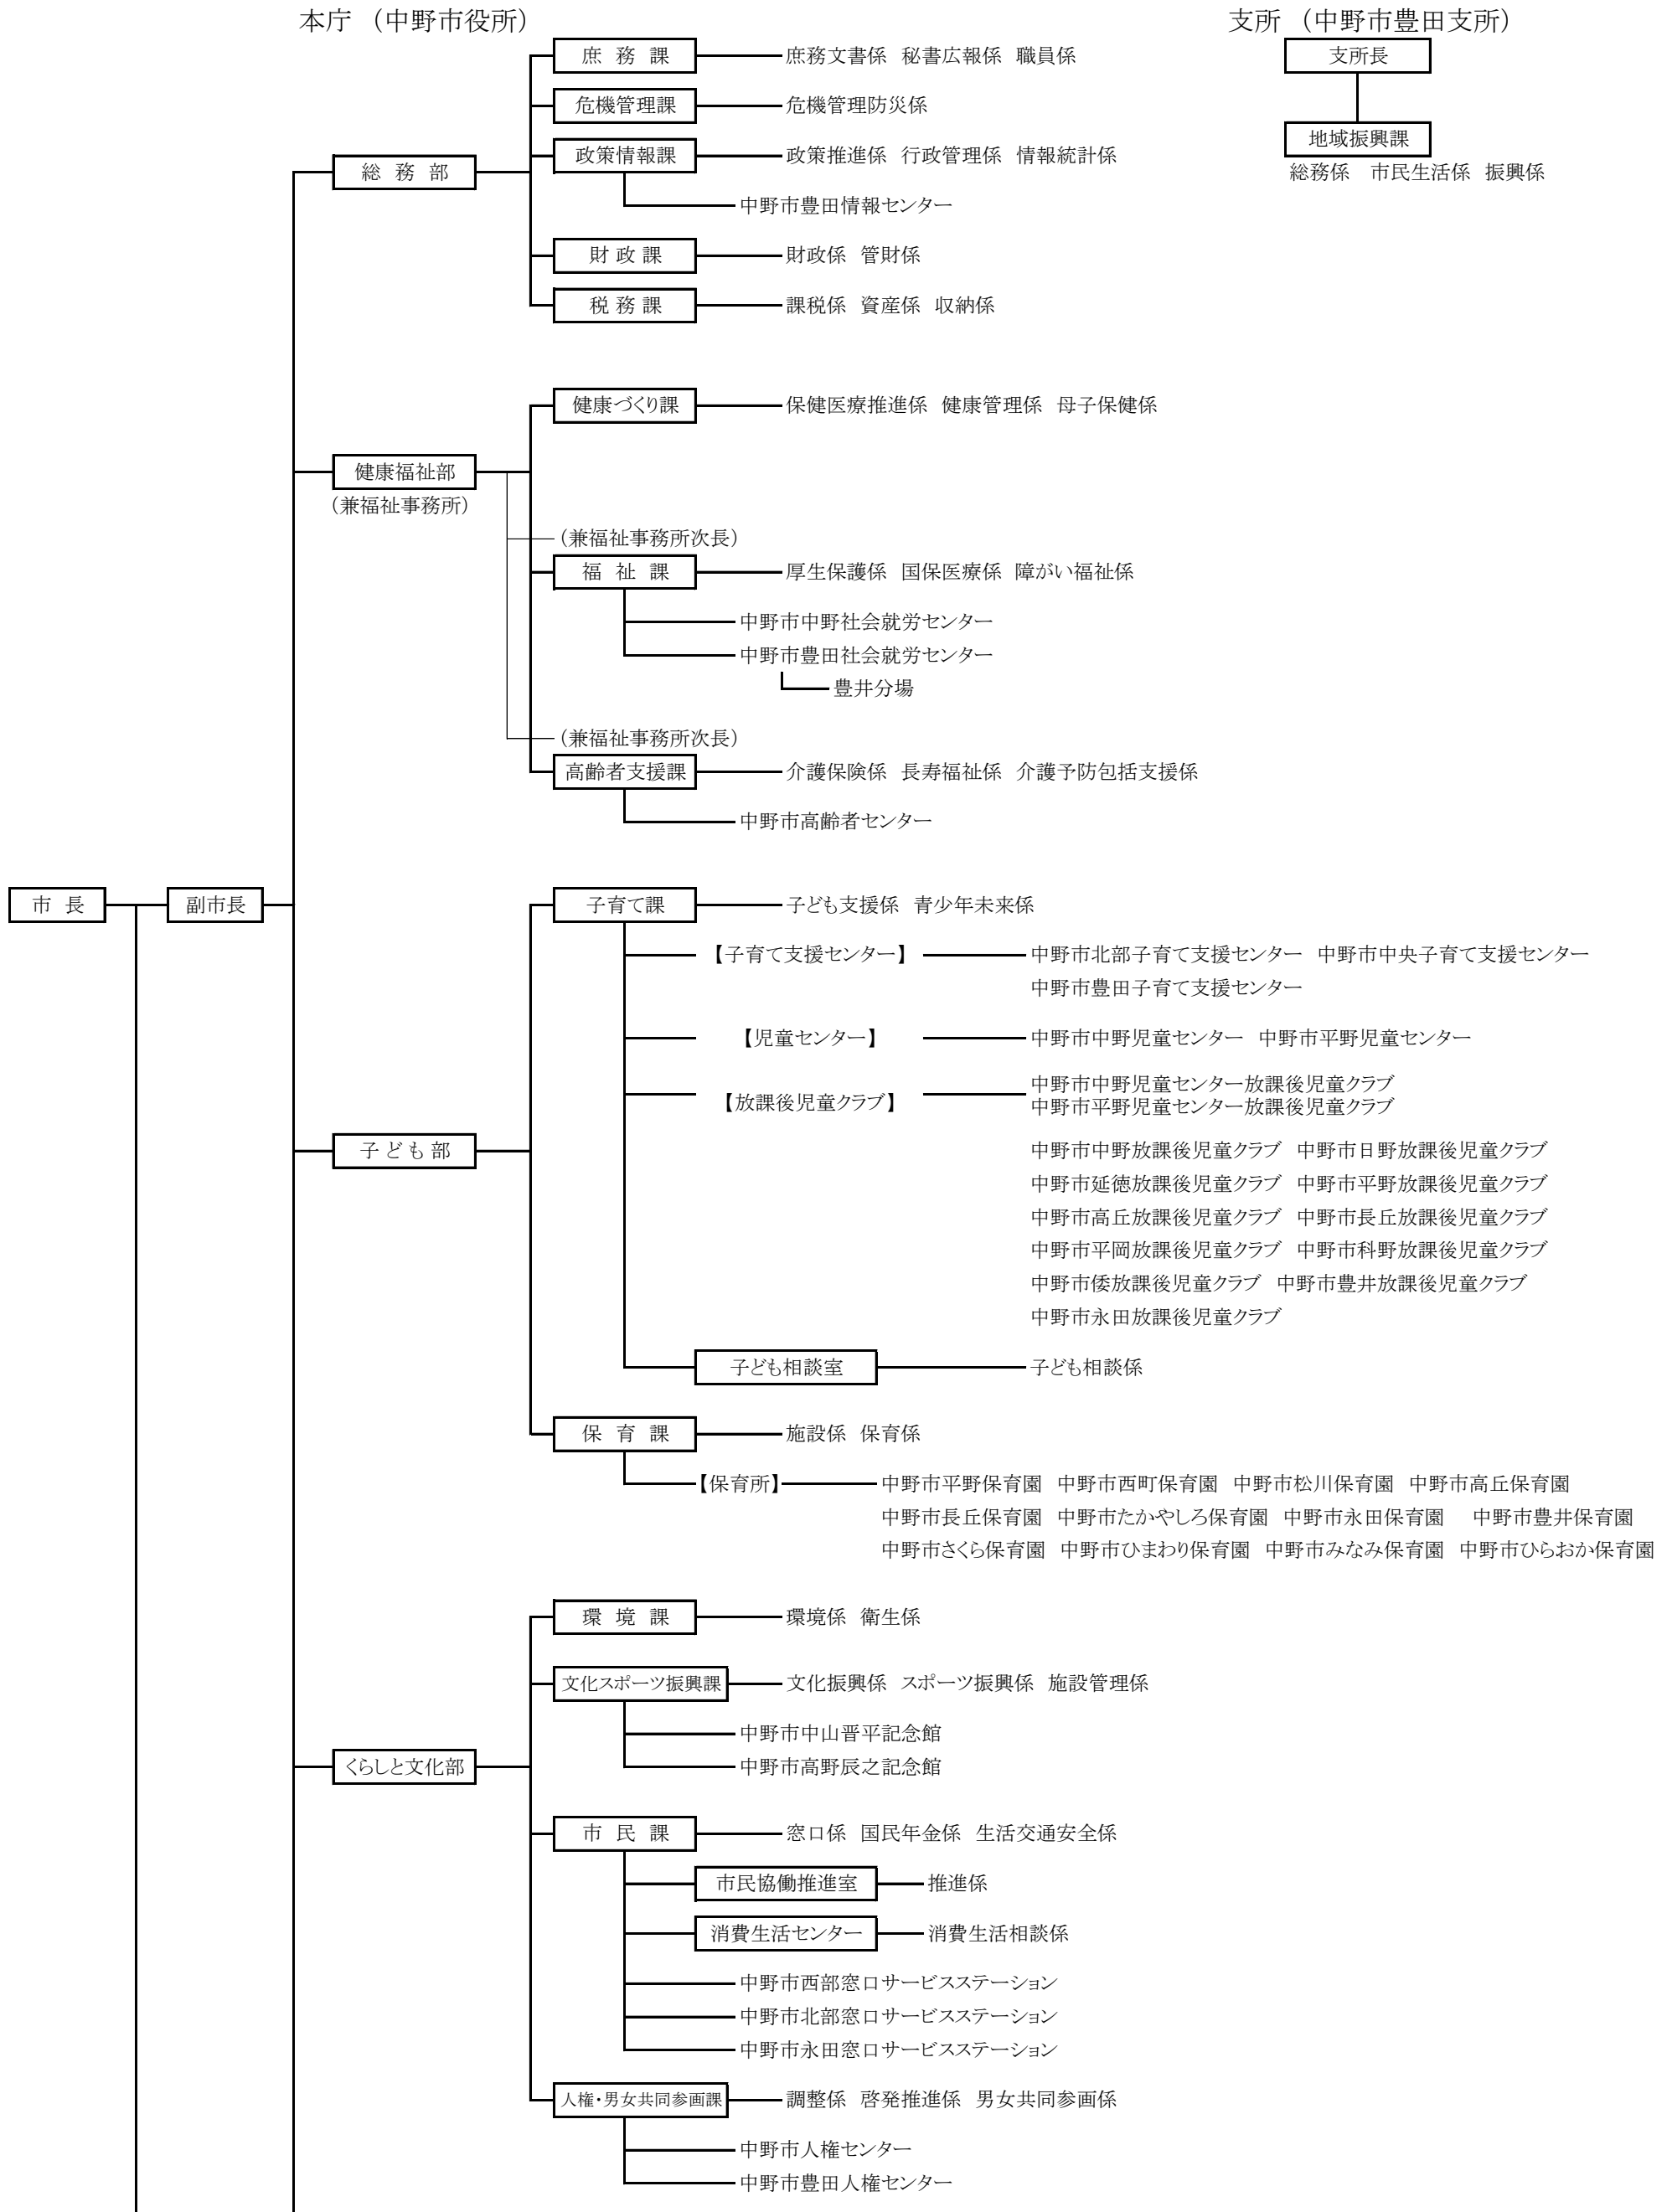 本庁 （中野市役所）
支所 （中野市豊田支所）
庶 務 課 庶務文書係 秘書広報係 職員係
支所長
危機管理課 危機管理防災係
地域振興課
政策情報課 政策推進係 行政管理係 情報統計係
総 務 部
総務係 市民生活係 振興係
中野市豊田情報センター
財 政 課 財政係 管財係
税 務 課 課税係 資産係 収納係
健康づくり課 保健医療推進係 健康管理係 母子保健係
健康福祉部
（兼福祉事務所）
（兼福祉事務所次長）
福 祉 課 厚生保護係 国保医療係 障がい福祉係
中野市中野社会就労センター
中野市豊田社会就労センター
豊井分場
（兼福祉事務所次長）
高齢者支援課 介護保険係 長寿福祉係 介護予防包括支援係
中野市高齢者センター
市 長 副市長 子育て課 子ども支援係 青少年未来係
【子育て支援センター】 中野市北部子育て支援センター 中野市中央子育て支援センター
中野市豊田子育て支援センター
【児童センター】 中野市中野児童センター 中野市平野児童センター
【放課後児童クラブ】 中野市中野児童センター放課後児童クラブ
中野市平野児童センター放課後児童クラブ
子 ど も 部 中野市中野放課後児童クラブ 中野市日野放課後児童クラブ
中野市延徳放課後児童クラブ 中野市平野放課後児童クラブ
中野市高丘放課後児童クラブ 中野市長丘放課後児童クラブ
中野市平岡放課後児童クラブ 中野市科野放課後児童クラブ
中野市倭放課後児童クラブ 中野市豊井放課後児童クラブ
中野市永田放課後児童クラブ
子ども相談室 子ども相談係
保 育 課 施設係 保育係
【保育所】 中野市平野保育園 中野市西町保育園 中野市松川保育園 中野市高丘保育園
中野市長丘保育園 中野市たかやしろ保育園 中野市永田保育園 中野市豊井保育園
中野市さくら保育園 中野市ひまわり保育園 中野市みなみ保育園 中野市ひらおか保育園
環 境 課 環境係 衛生係
文化スポーツ振興課 文化振興係 スポーツ振興係 施設管理係
中野市中山晋平記念館
くらしと文化部 中野市高野辰之記念館
市 民 課 窓口係 国民年金係 生活交通安全係
市民協働推進室 推進係
消費生活センター 消費生活相談係
中野市西部窓口サービスステーション
中野市北部窓口サービスステーション
中野市永田窓口サービスステーション
人権・男女共同参画課 調整係 啓発推進係 男女共同参画係
中野市人権センター
中野市豊田人権センター